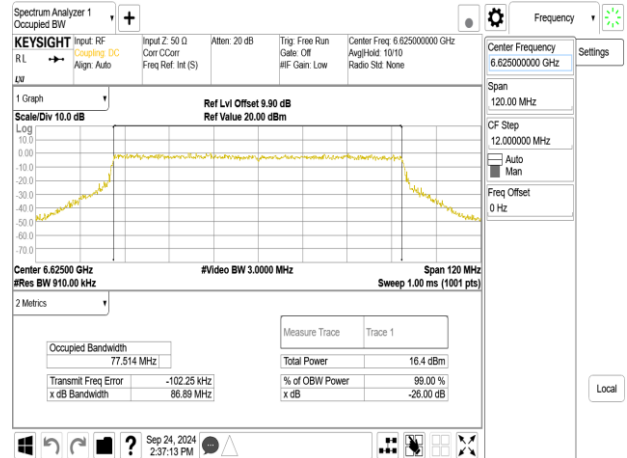 Spectrum Analyzer 1
Occupied BW
Frequency
KEYSIGHT
Input: RF
Input Z: 50 Ω
Atten: 20 dB
Trig: Free Run
Center Freq: 6.625000000 GHz
RL
Coupling: DC
Corr CCorr
Gate: Off
Avg|Hold: 10/10
Align: Auto
Freq Ref: Int (S)
#IF Gain: Low
Radio Std: None
Center Frequency
6.625000000 GHz
Settings
Span
120.00 MHz
CF Step
12.000000 MHz
Auto
Man
Freq Offset
0 Hz
1 Graph
Ref Lvl Offset 9.90 dB
Scale/Div 10.0 dB
Ref Value 20.00 dBm
Log
10.0
0.00
-10.0
-20.0
-30.0
-40.0
-50.0
-60.0
-70.0
Center 6.62500 GHz
#Video BW 3.0000 MHz
Span 120 MHz
#Res BW 910.00 kHz
Sweep 1.00 ms (1001 pts)
2 Metrics
Measure Trace
Trace 1
Occupied Bandwidth
77.514 MHz
Total Power
16.4 dBm
Transmit Freq Error
-102.25 kHz
% of OBW Power
99.00 %
x dB Bandwidth
86.89 MHz
x dB
-26.00 dB
Local
Sep 24, 2024
2:37:13 PM